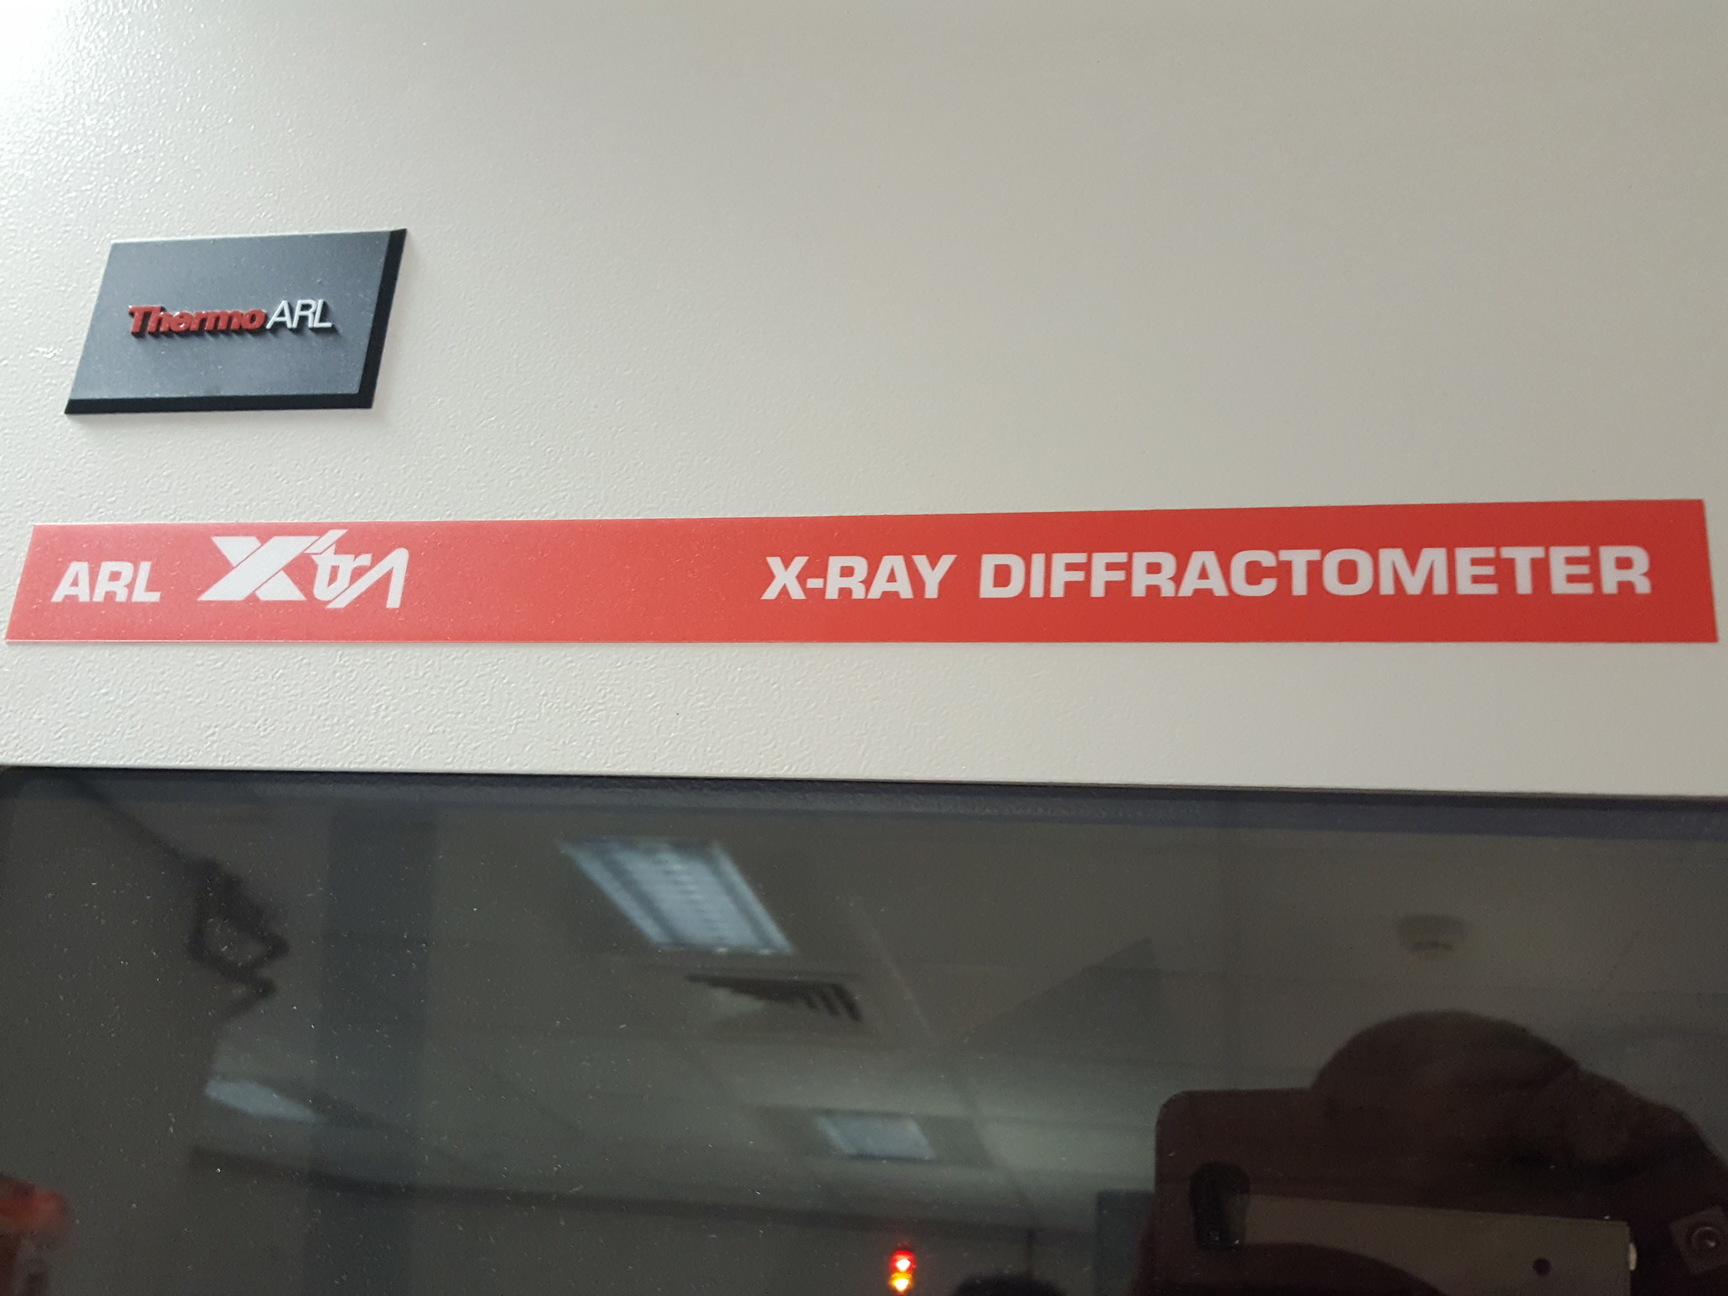 ThermoARL
ARL X'trA X-RAY DIFFRACTOMETER